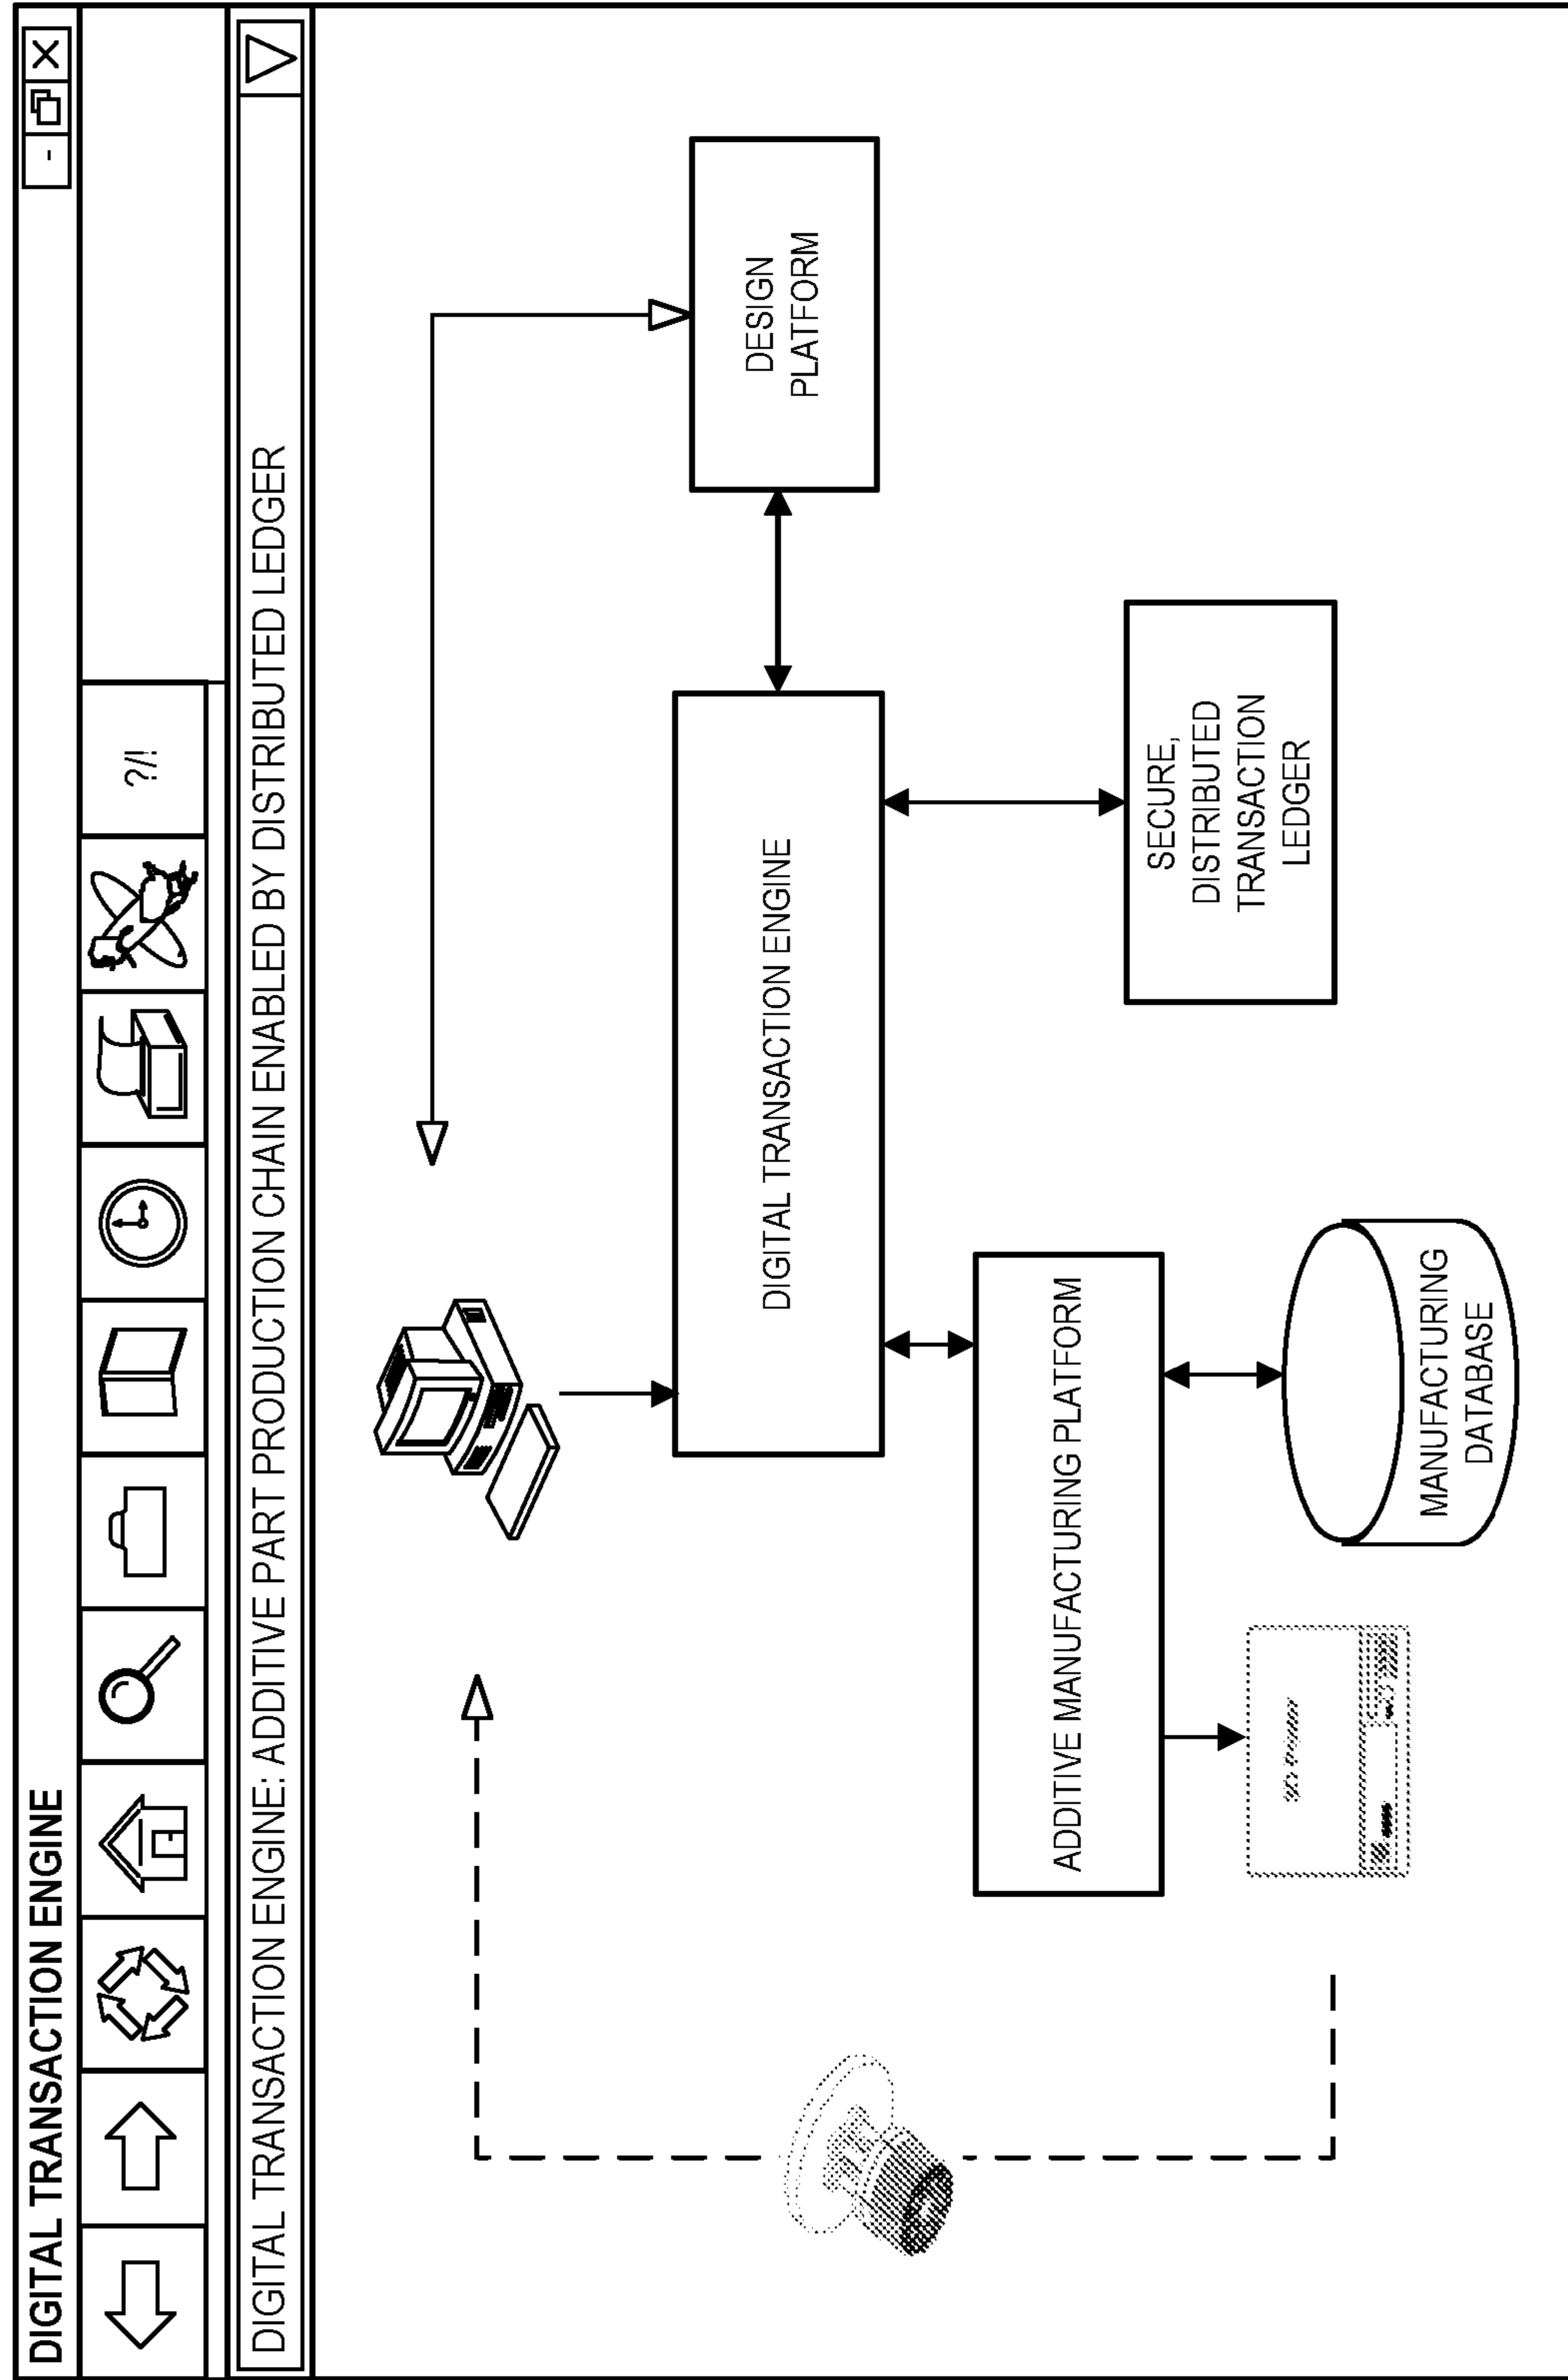 DIGITAL TRANSACTION ENGINE
- X
?/!
DIGITAL TRANSACTION ENGINE: ADDITIVE PART PRODUCTION CHAIN ENABLED BY DISTRIBUTED LEDGER
DESIGN
PLATFORM
DIGITAL TRANSACTION ENGINE
SECURE,
DISTRIBUTED
TRANSACTION
LEDGER
ADDITIVE MANUFACTURING PLATFORM
MANUFACTURING
DATABASE